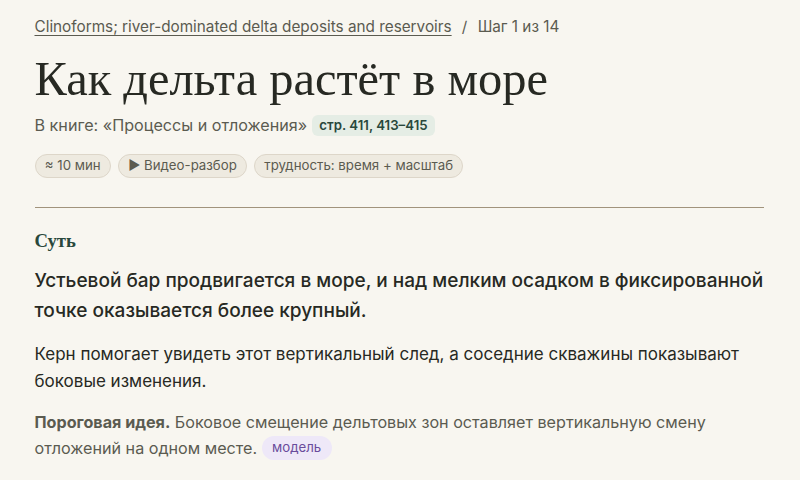 Clinoforms; river-dominated delta deposits and reservoirs / Шаг 1 из 14
Как дельта растёт в море
В книге: «Процессы и отложения» стр. 411, 413–415
≈ 10 мин ▶ Видео-разбор трудность: время + масштаб
Суть
Устьевой бар продвигается в море, и над мелким осадком в фиксированной
точке оказывается более крупный.
Керн помогает увидеть этот вертикальный след, а соседние скважины показывают
боковые изменения.
Пороговая идея. Боковое смещение дельтовых зон оставляет вертикальную смену
отложений на одном месте. модель